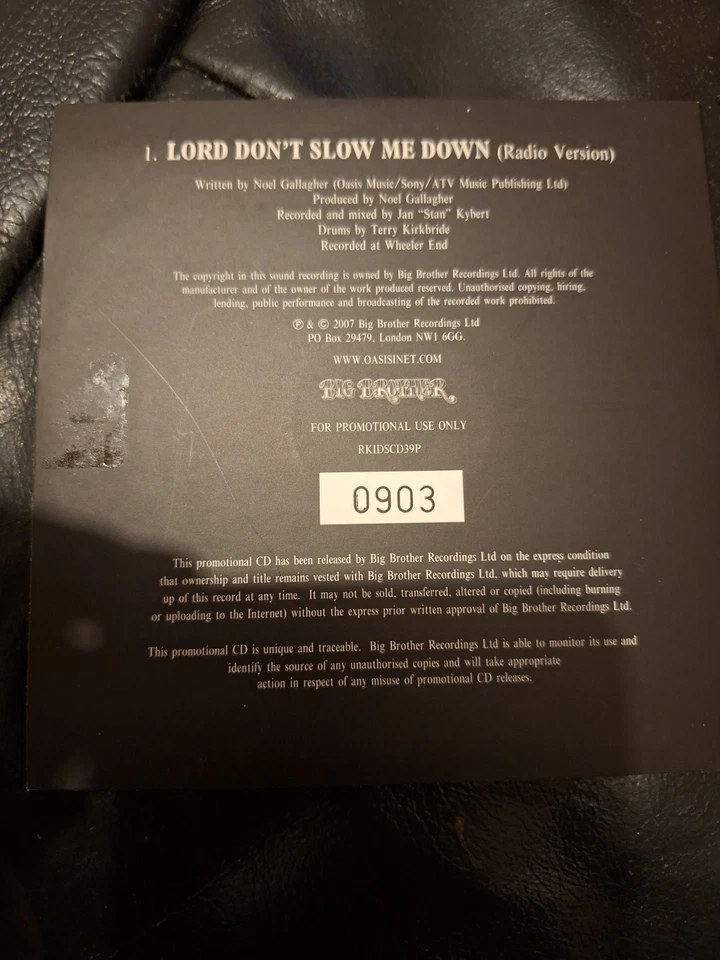 1. LORD DON'T SLOW ME DOWN (Radio Version)
Written by Noel Gallagher (Oasis Music/Sony/ATV Music Publishing Ltd)
Produced by Noel Gallagher
Recorded and mixed by Jan "Stan" Kybert
Drums by Terry Kirkbride
Recorded at Wheeler End
The copyright in this sound recording is owned by Big Brother Recordings Ltd. All rights of the
manufacturer and of the owner of the work produced reserved. Unauthorised copying, hiring,
lending, public performance and broadcasting of the recorded work prohibited.
℗ & © 2007 Big Brother Recordings Ltd
PO Box 29479, London NW1 6GG.
WWW.OASISINET.COM
BIG BROTHER
FOR PROMOTIONAL USE ONLY
RKIDSCD39P
0903
This promotional CD has been released by Big Brother Recordings Ltd on the express condition
that ownership and title remains vested with Big Brother Recordings Ltd, which may require delivery
up of this record at any time. It may not be sold, transferred, altered or copied (including burning
or uploading to the Internet) without the express prior written approval of Big Brother Recordings Ltd.
This promotional CD is unique and traceable. Big Brother Recordings Ltd is able to monitor its use and
identify the source of any unauthorised copies and will take appropriate
action in respect of any misuse of promotional CD releases.